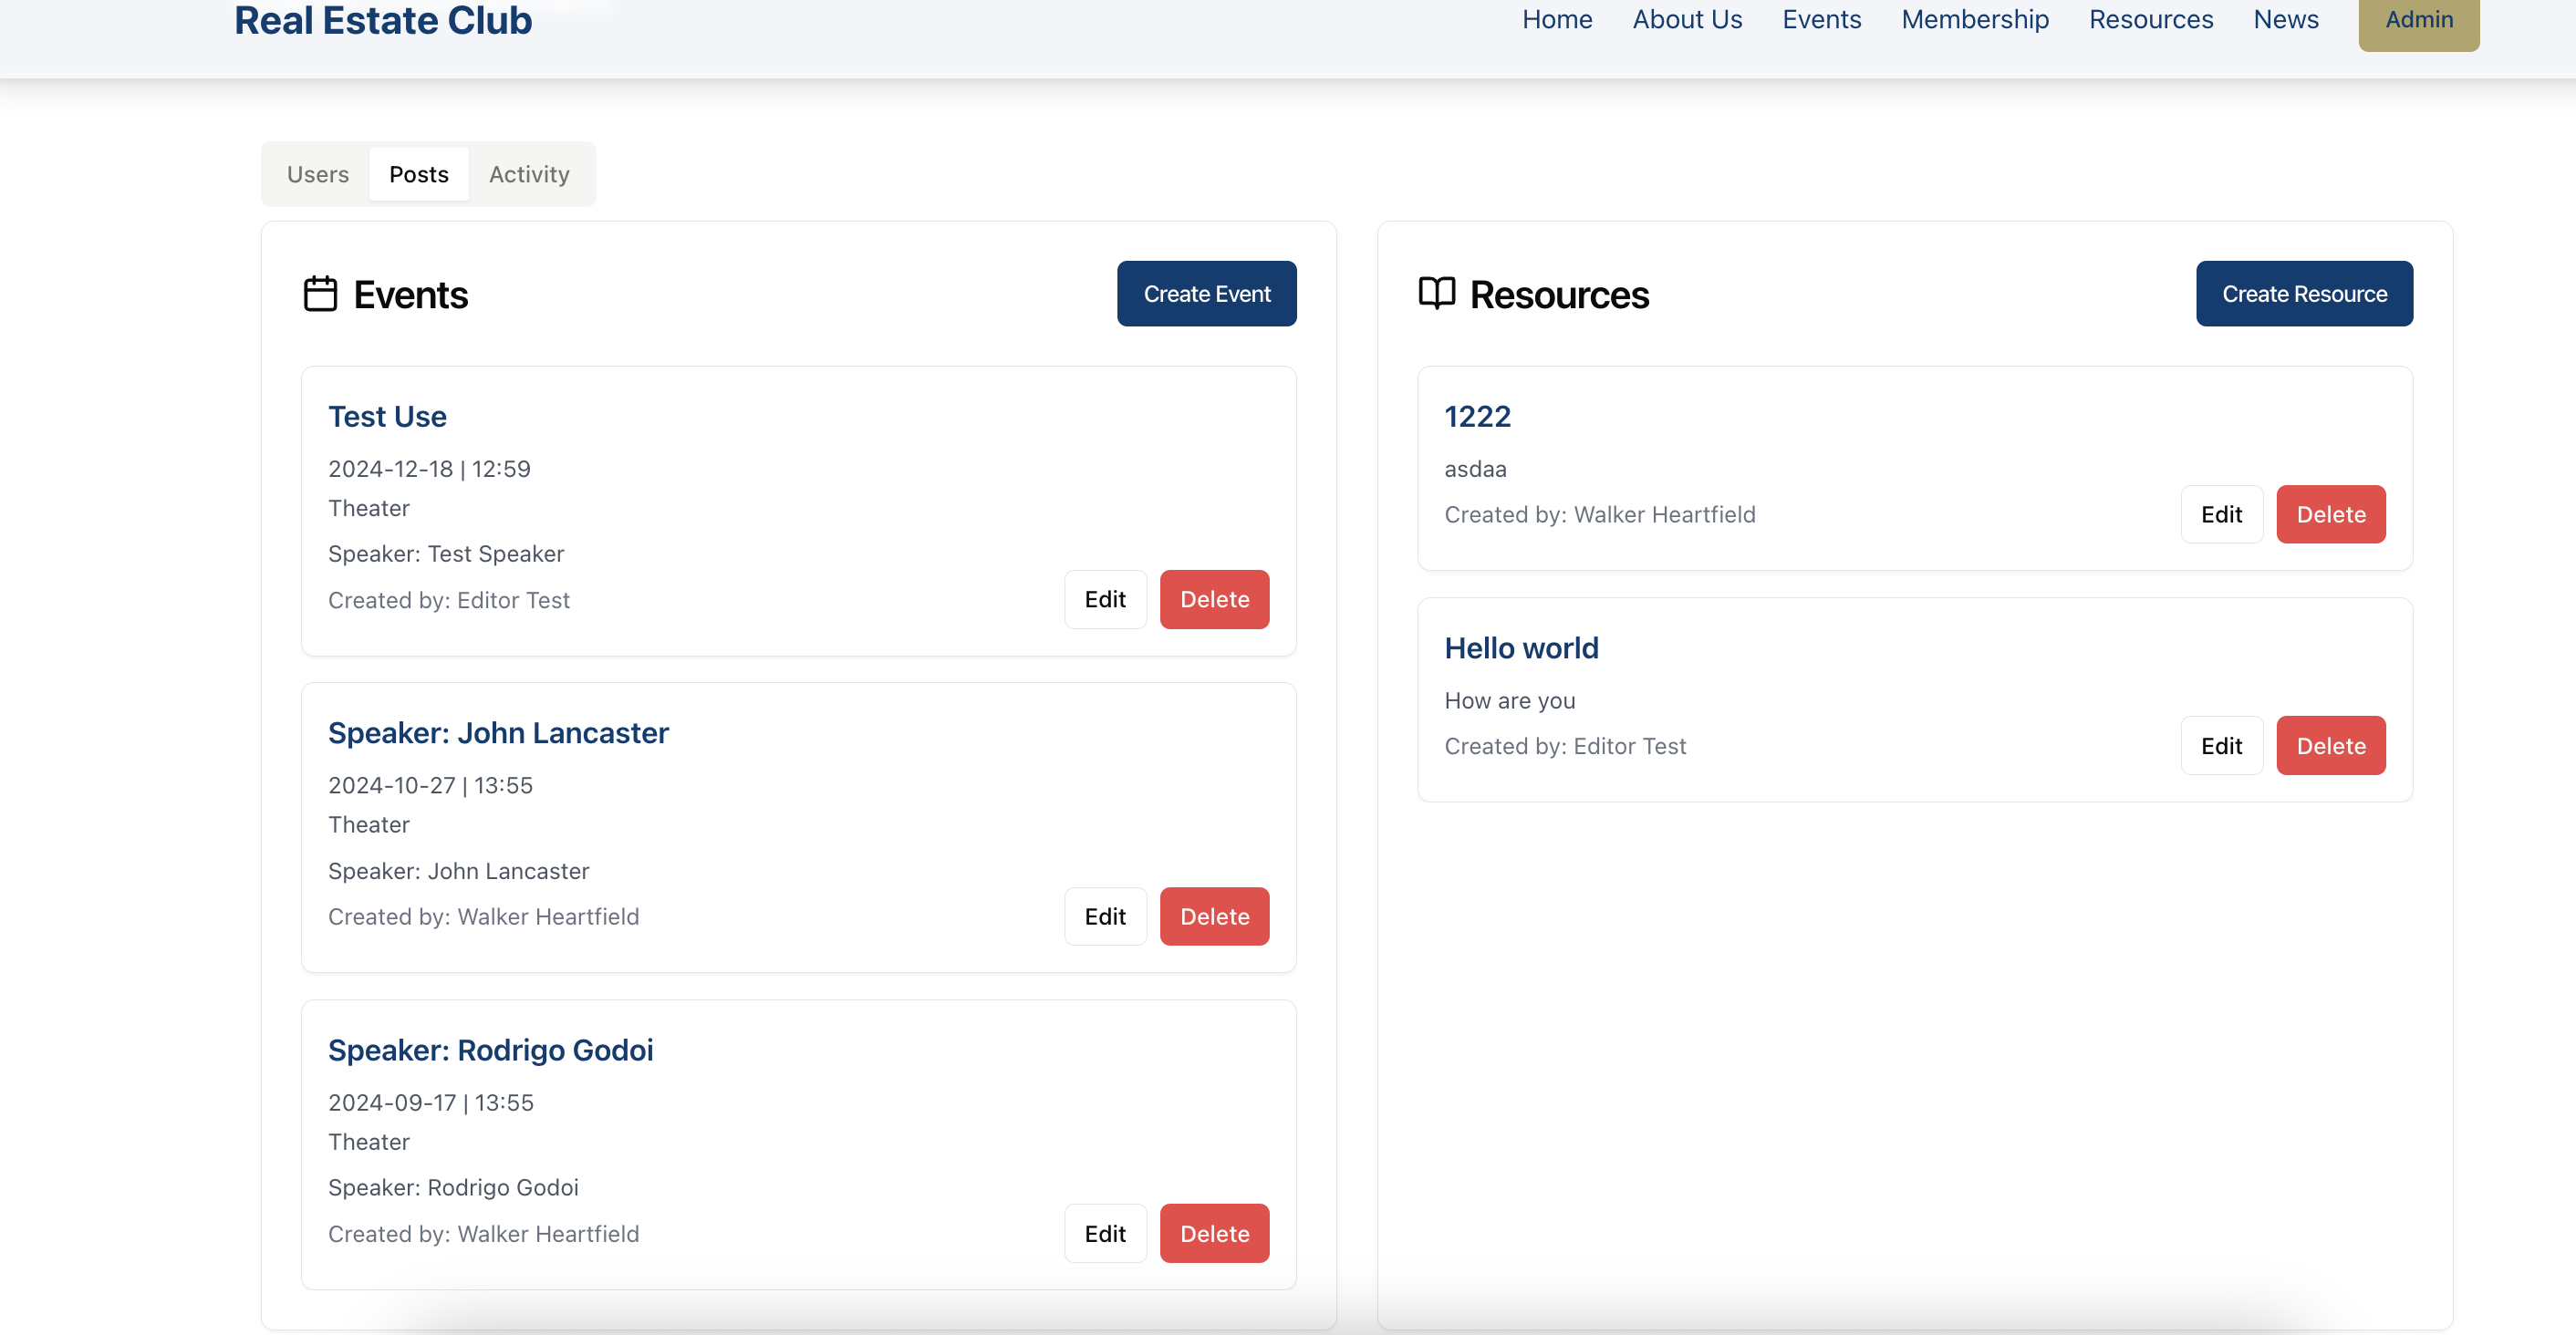 Real Estate Club
Home About Us Events Membership Resources News Admin
Users Posts Activity
Events
Create Event
Test Use
2024-12-18 | 12:59
Theater
Speaker: Test Speaker
Created by: Editor Test
Edit Delete
Speaker: John Lancaster
2024-10-27 | 13:55
Theater
Speaker: John Lancaster
Created by: Walker Heartfield
Edit Delete
Speaker: Rodrigo Godoi
2024-09-17 | 13:55
Theater
Speaker: Rodrigo Godoi
Created by: Walker Heartfield
Edit Delete
Resources
Create Resource
1222
asdaa
Created by: Walker Heartfield
Edit Delete
Hello world
How are you
Created by: Editor Test
Edit Delete